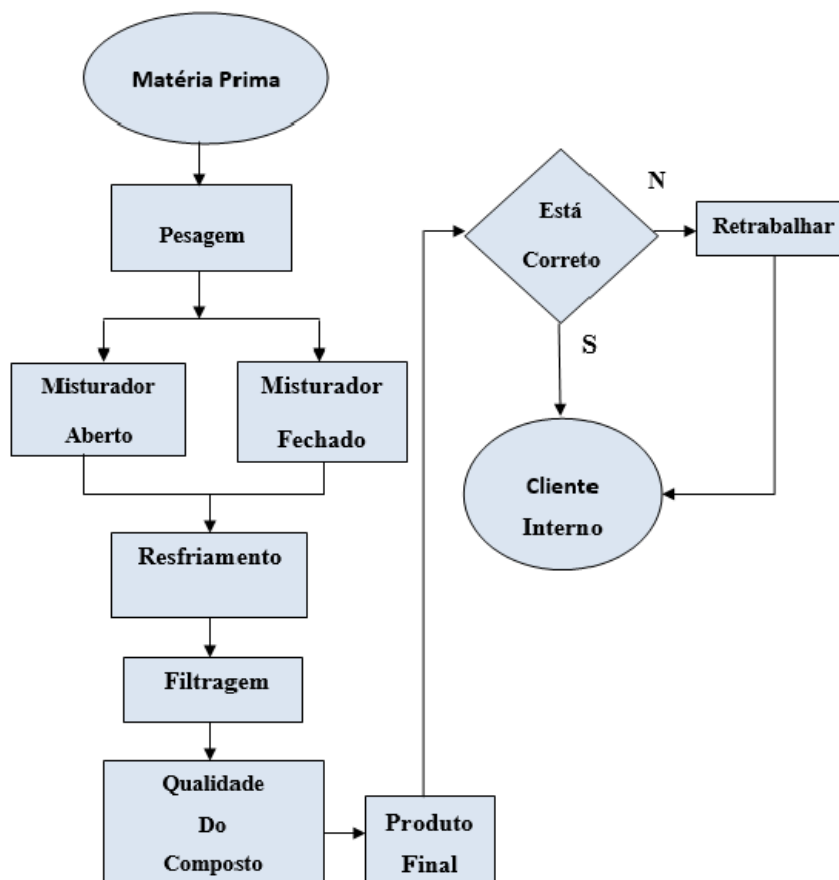 Matéria Prima
Pesagem
Misturador
Aberto
Misturador
Fechado
Resfriamento
Filtragem
Qualidade
Do
Composto
Produto
Final
Está
Correto
N
Retrabalhar
S
Cliente
Interno